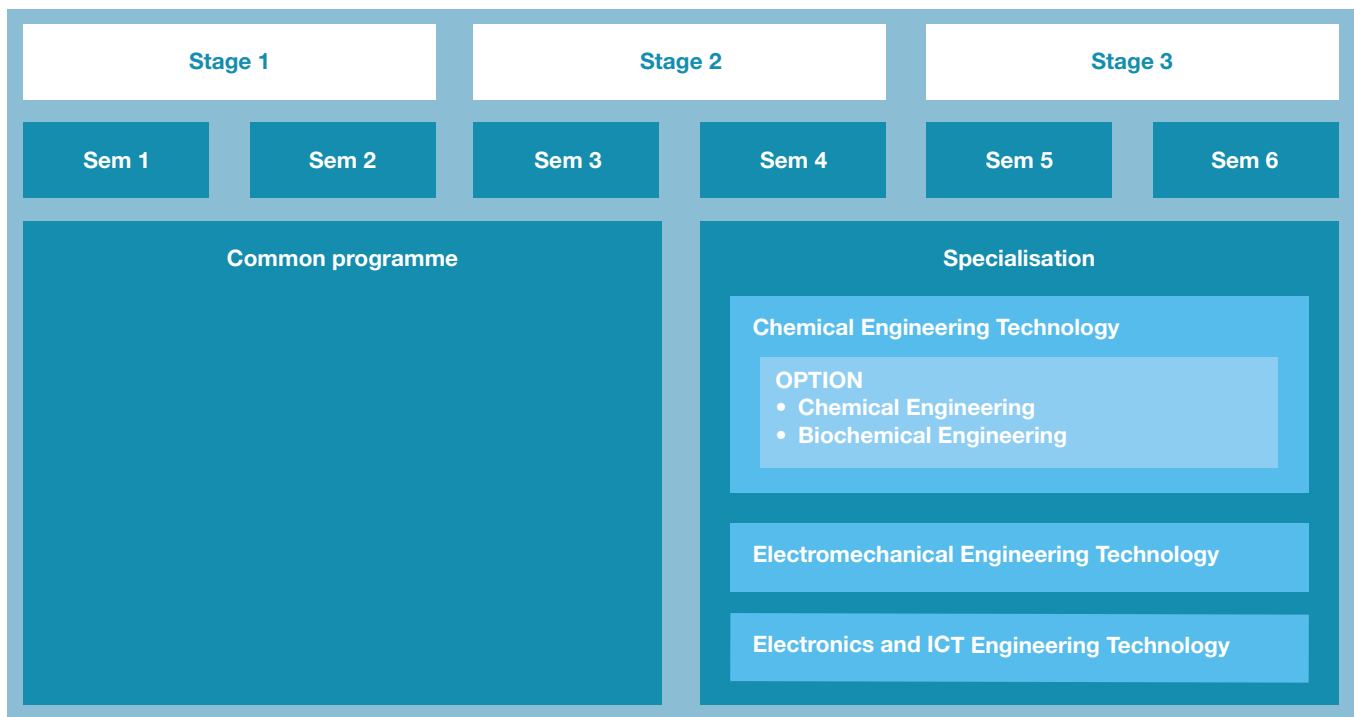 Stage 1
Stage 2
Stage 3
Sem 1
Sem 2
Sem 3
Sem 4
Sem 5
Sem 6
Common programme
Specialisation
Chemical Engineering Technology
OPTION
• Chemical Engineering
• Biochemical Engineering
Electromechanical Engineering Technology
Electronics and ICT Engineering Technology